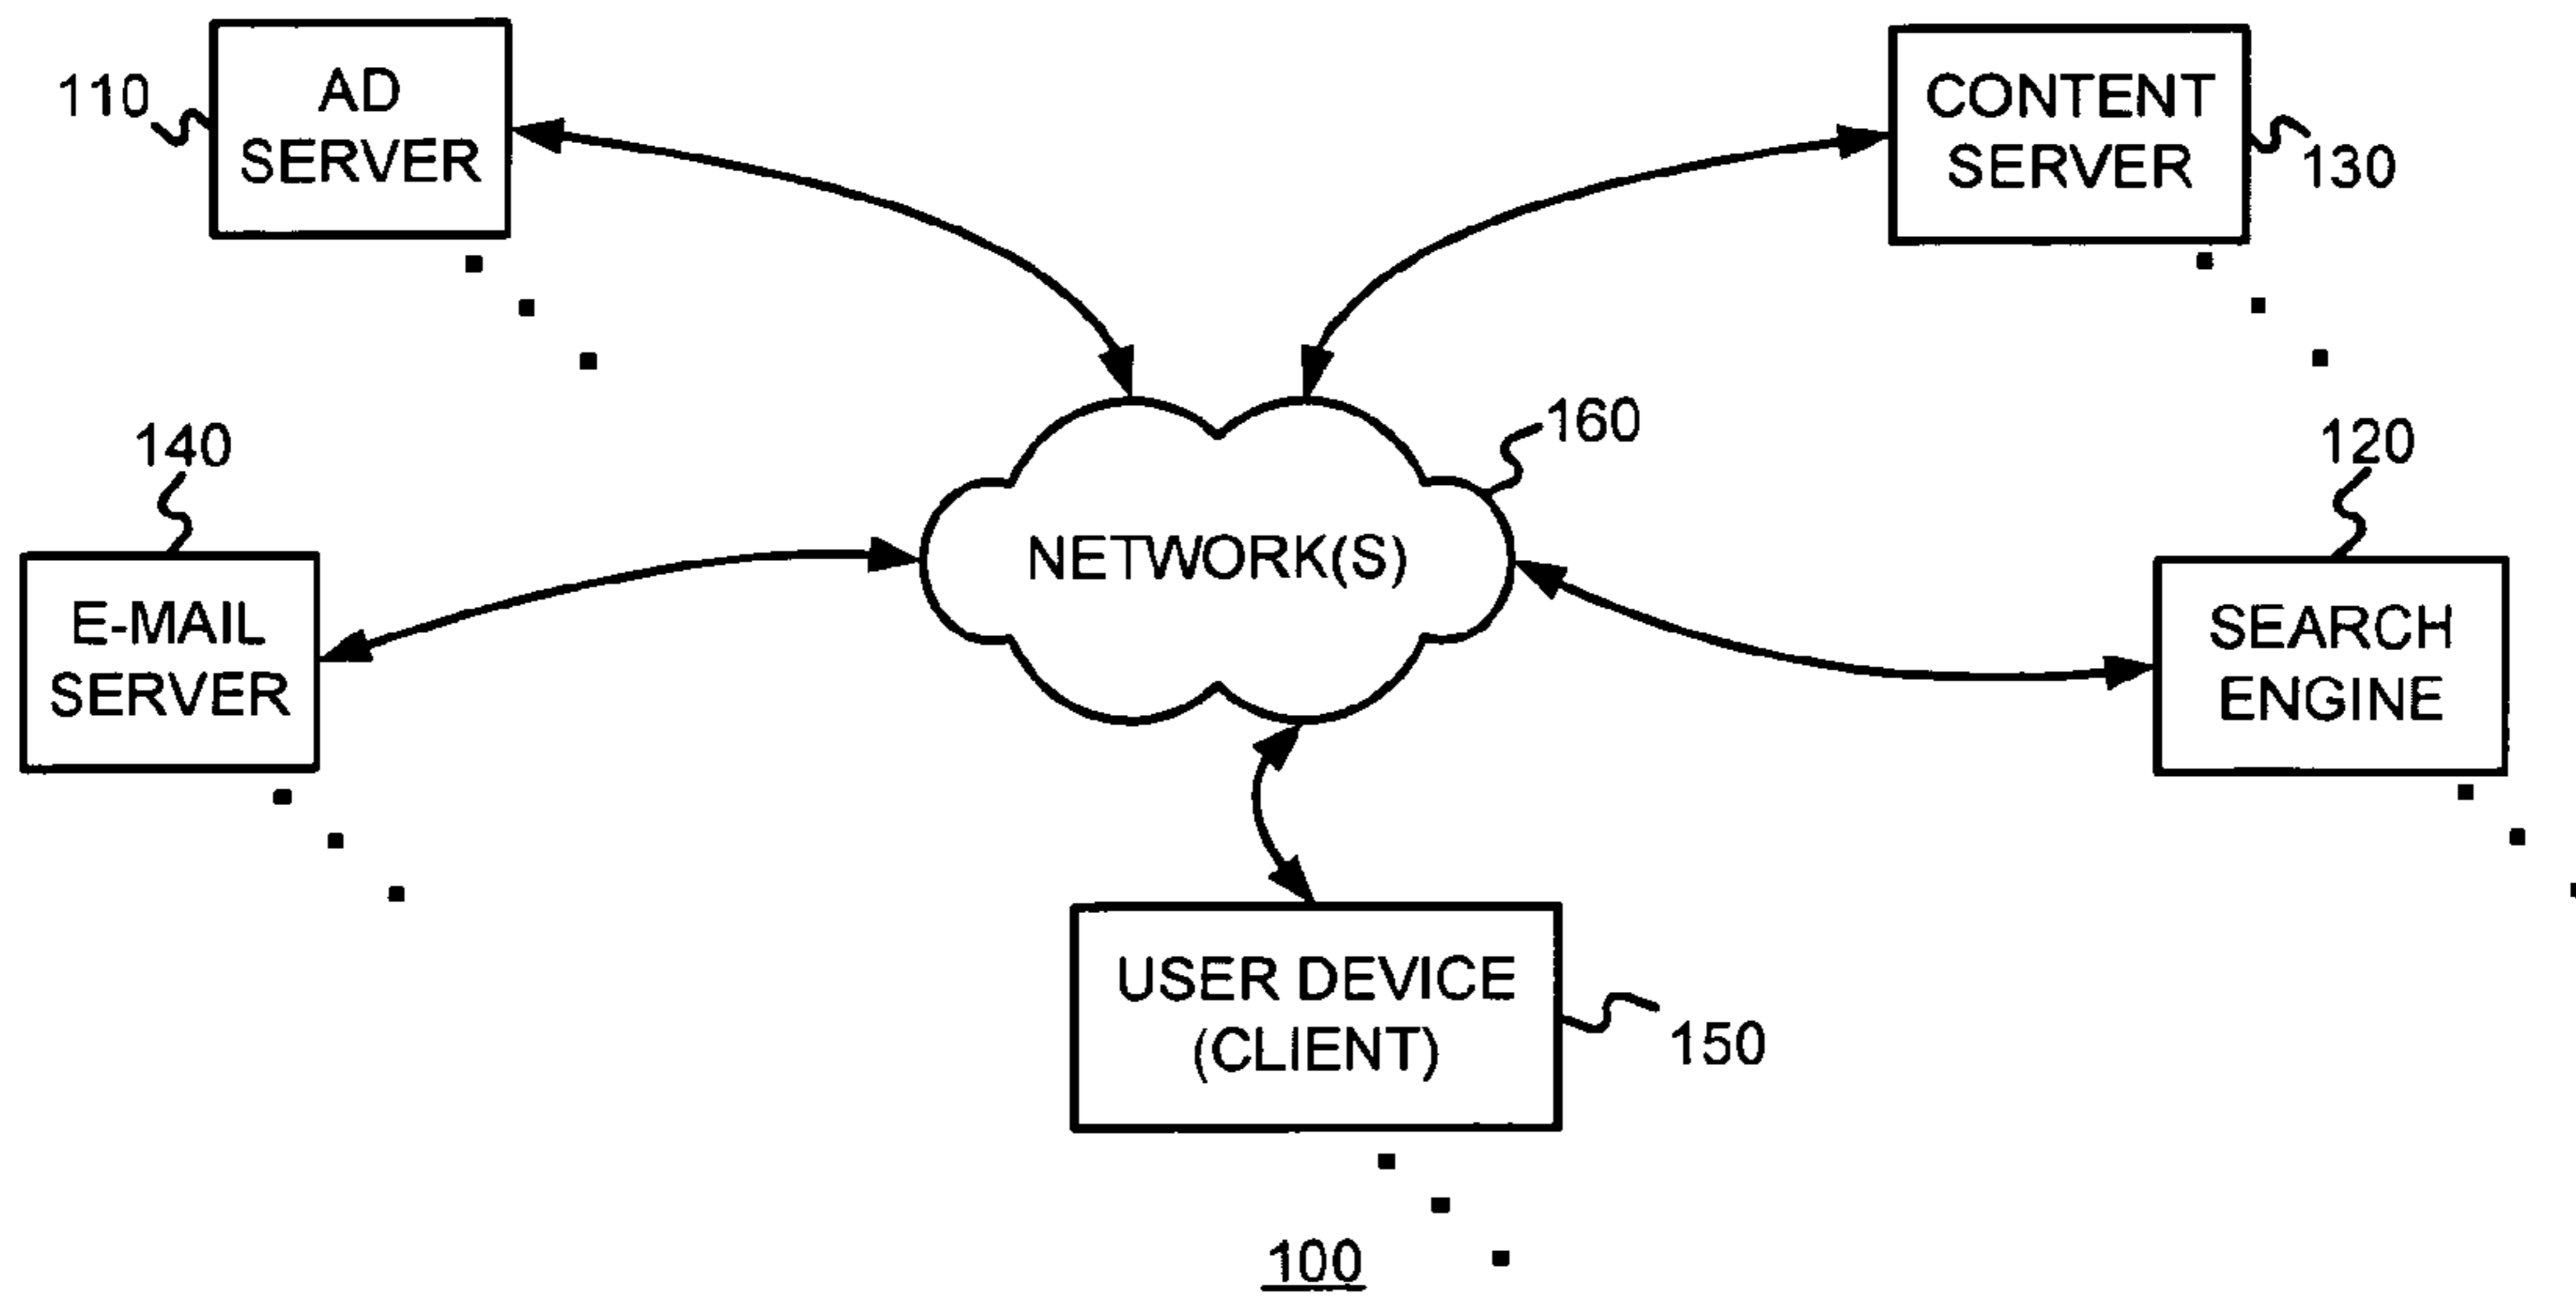 110
AD
SERVER
CONTENT
SERVER
130
140
160
120
E-MAIL
SERVER
NETWORK(S)
SEARCH
ENGINE
USER DEVICE
(CLIENT)
150
100